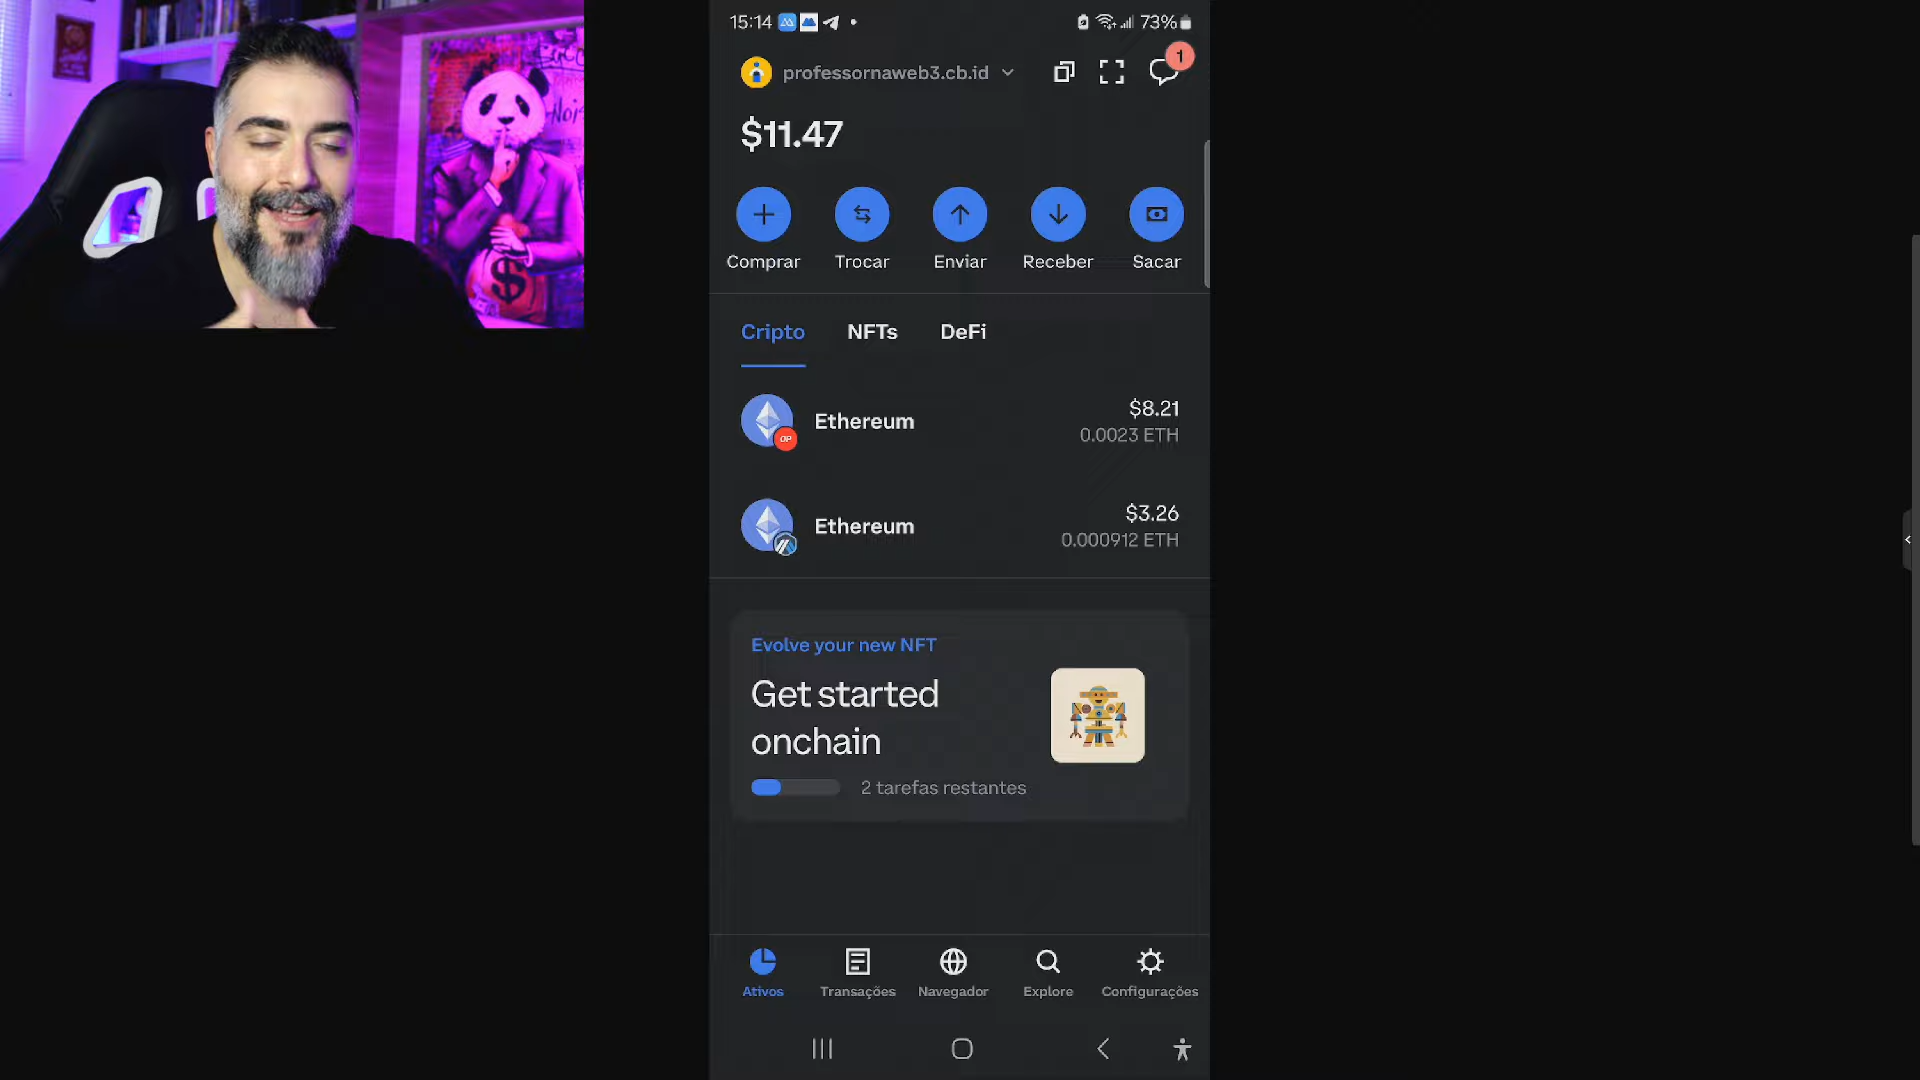 15:14
73%
professornaweb3.cb.id
1
$11.47
Comprar
Trocar
Enviar
Receber
Sacar
Cripto
NFTs
DeFi
Ethereum
$8.21
OP
0.0023 ETH
Ethereum
$3.26
0.000912 ETH
Evolve your new NFT
Get started
onchain
2 tarefas restantes
Ativos
Transações
Navegador
Explore
Configurações
$